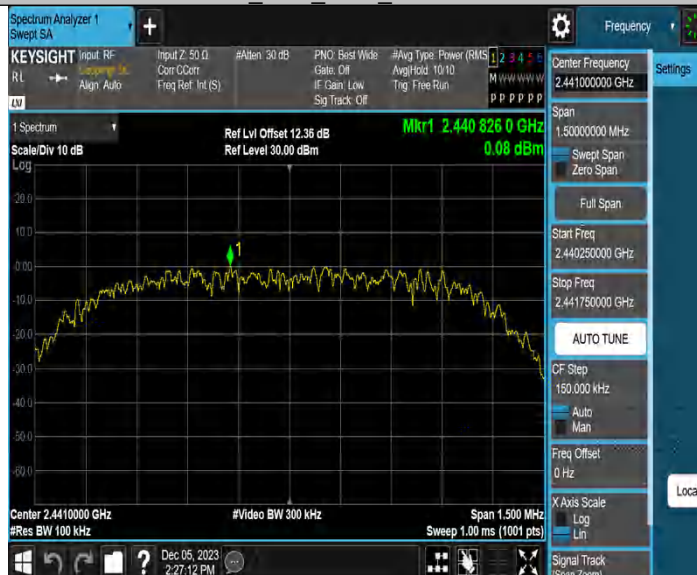 Spectrum Analyzer 1
Swept SA
+
Frequency
KEYSIGHT
RL
Input: RF
Coupling: DC
Align: Auto
Input Z: 50 Ω
Corr CCorr
Freq Ref: Int (S)
#Atten: 30 dB
PNO: Best Wide
Gate: Off
IF Gain: Low
Sig Track: Off
#Avg Type: Power (RMS
Avg|Hold: 10/10
Trig: Free Run
1 2 3 4 5 6
M W W W W W
P P P P P P
LXI
1 Spectrum
Scale/Div 10 dB
Log
Ref Lvl Offset 12.36 dB
Ref Level 30.00 dBm
Mkr1 2.440 826 0 GHz
0.08 dBm
20.0
10.0
0.00
-10.0
-20.0
-30.0
-40.0
-50.0
-60.0
1
Center 2.4410000 GHz
#Res BW 100 kHz
#Video BW 300 kHz
Span 1.500 MHz
Sweep 1.00 ms (1001 pts)
?
Dec 05, 2023
2:27:12 PM
Center Frequency
2.441000000 GHz
Settings
Span
1.50000000 MHz
Swept Span
Zero Span
Full Span
Start Freq
2.440250000 GHz
Stop Freq
2.441750000 GHz
AUTO TUNE
CF Step
150.000 kHz
Auto
Man
Freq Offset
0 Hz
X Axis Scale
Log
Lin
Loca
Signal Track
(Span Zoom)